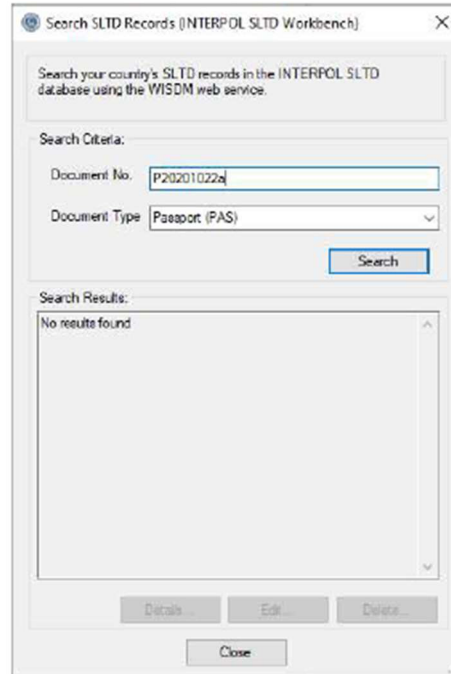 Search SLTD Records (INTERPOL SLTD Workbench)
Search your country's SLTD records in the INTERPOL SLTD
database using the WISDM web service.
Search Criteria:
Document No. P20201022a
Document Type Passport (PAS)
Search
Search Results:
No results found
Details... Edit... Delete...
Close